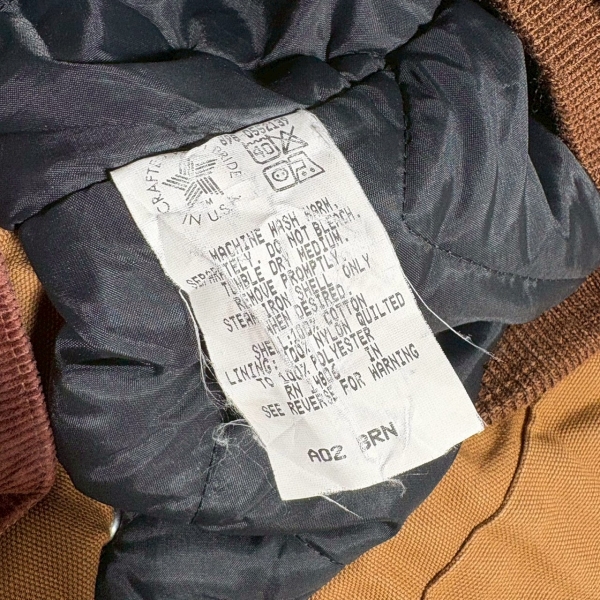 CRAFTED
PRIDE
IN U.S.A.
MACHINE WASH WARM,
SEPARATELY. DO NOT BLEACH.
TUMBLE DRY MEDIUM.
REMOVE PROMPTLY.
STEAM IRON SHELL ONLY
WHEN DESIRED.
SHELL: 100% COTTON
LINING: 100% NYLON QUILTED
TO 100% POLYESTER
RN 14806 IN
SEE REVERSE FOR WARNING
A02 BRN